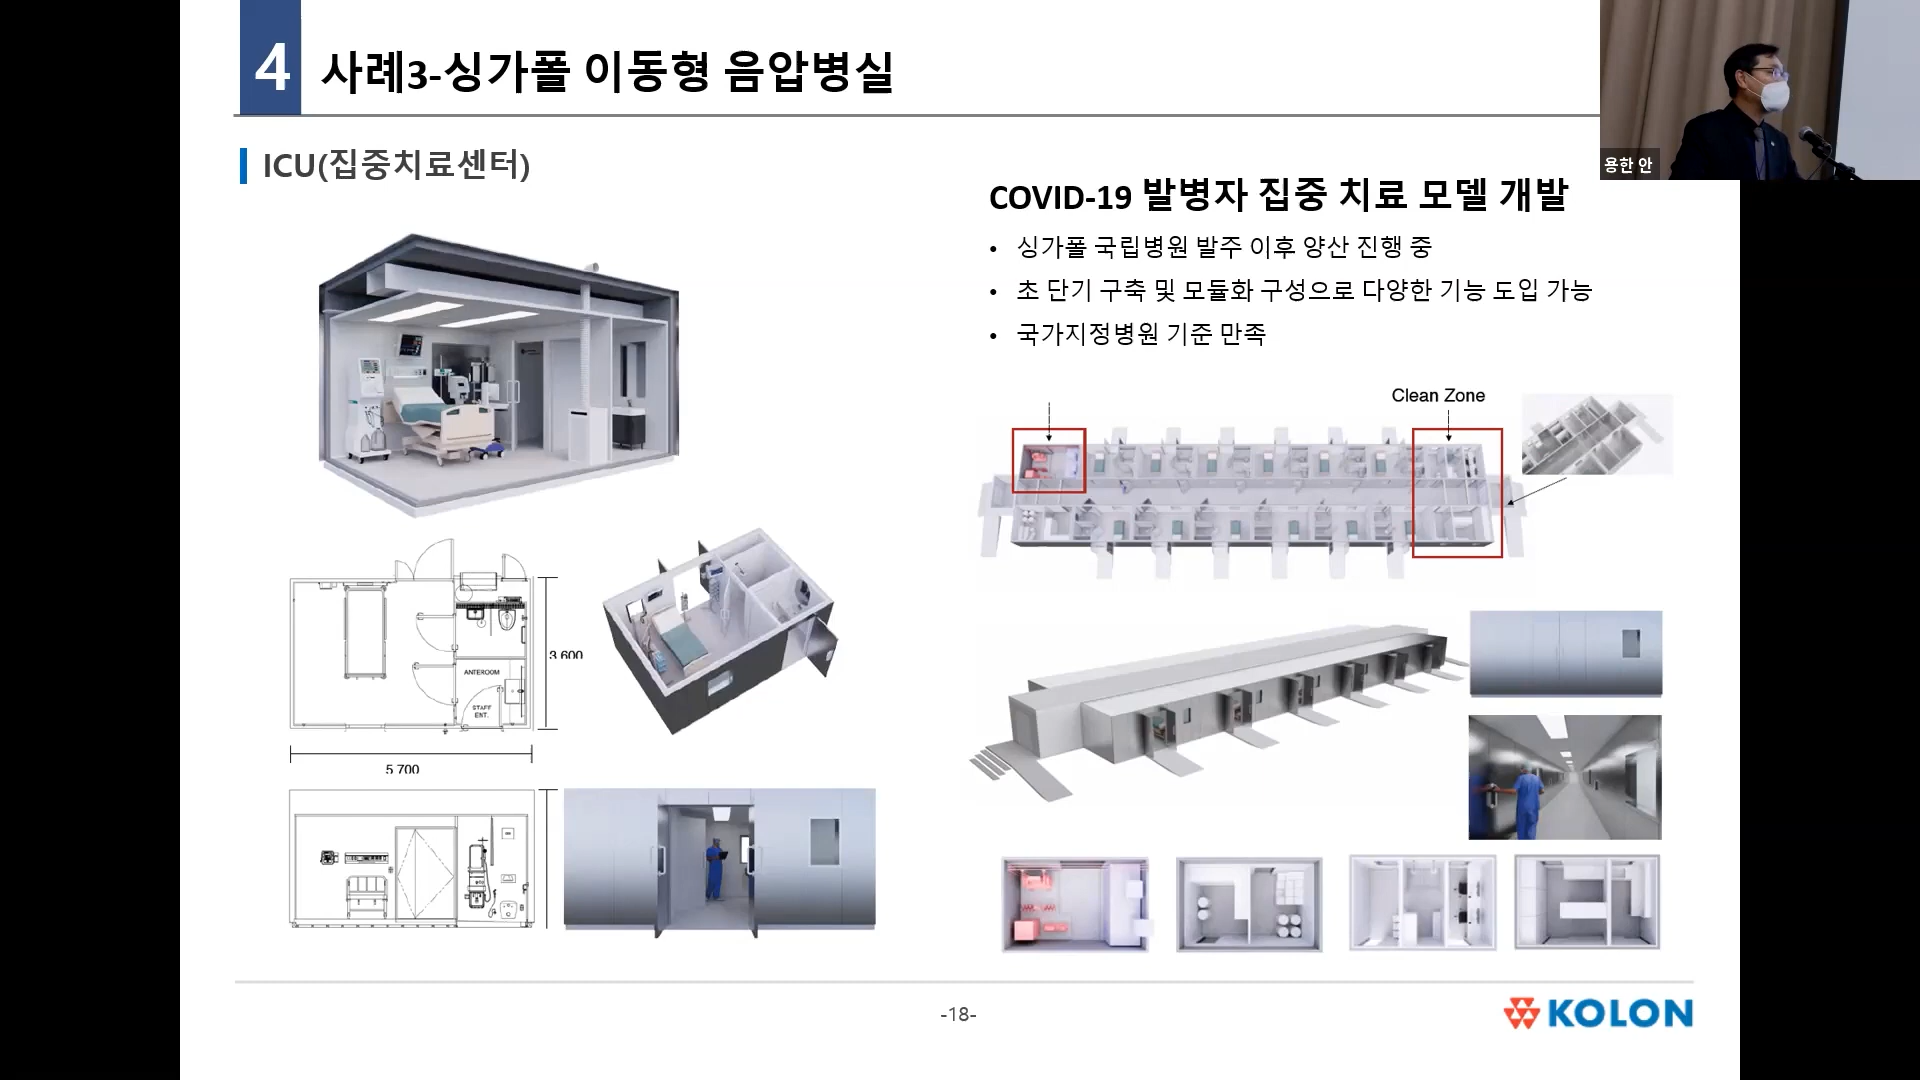 4 사례3-싱가폴 이동형 음압병실
용한 안
ICU(집중치료센터)
COVID-19 발병자 집중 치료 모델 개발
• 싱가폴 국립병원 발주 이후 양산 진행 중
• 초 단기 구축 및 모듈화 구성으로 다양한 기능 도입 가능
• 국가지정병원 기준 만족
Clean Zone
3 600
ANTEROOM
STAFF
ENT.
5 700
-18-
KOLON